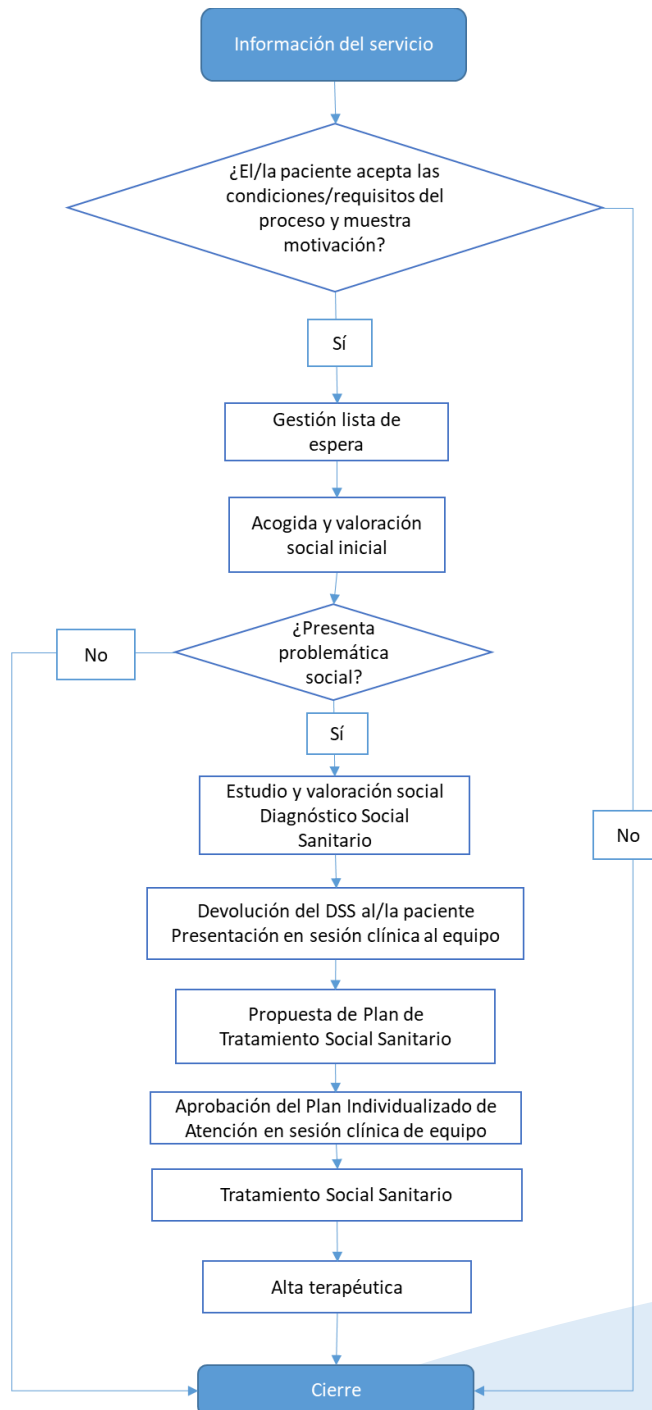 Información del servicio
¿El/la paciente acepta las
condiciones/requisitos del
proceso y muestra
motivación?
Sí
Gestión lista de
espera
Acogida y valoración
social inicial
¿Presenta
problemática
social?
No
Sí
Estudio y valoración social
Diagnóstico Social
Sanitario
No
Devolución del DSS al/la paciente
Presentación en sesión clínica al equipo
Propuesta de Plan de
Tratamiento Social Sanitario
Aprobación del Plan Individualizado de
Atención en sesión clínica de equipo
Tratamiento Social Sanitario
Alta terapéutica
Cierre